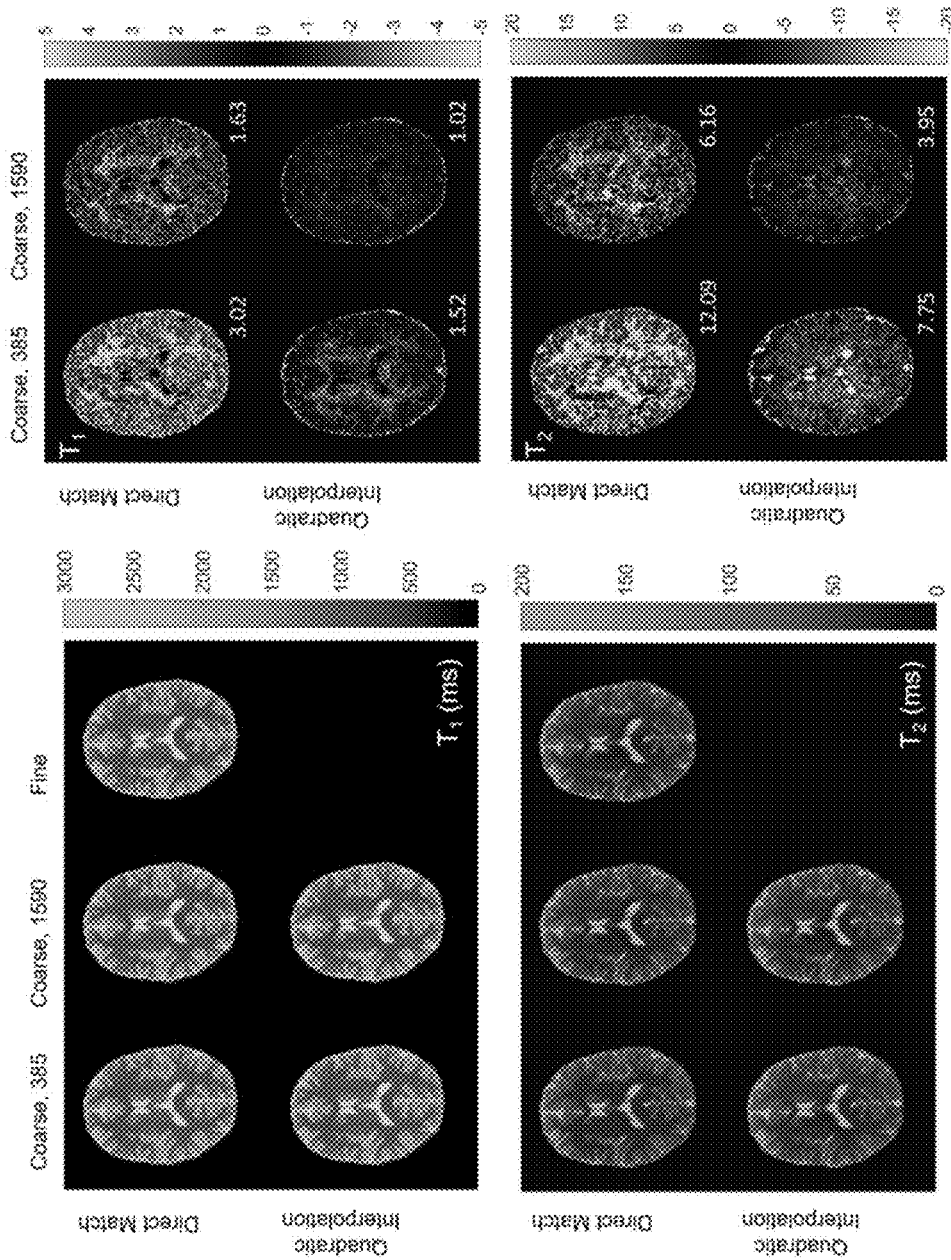 Coarse, 385
Coarse, 1590
Fine
Direct Match
Quadratic
Interpolation
T₁ (ms)
3000
2500
2000
1500
1000
500
0
Direct Match
Quadratic
Interpolation
T₂ (ms)
200
150
100
50
0
Coarse, 385
Coarse, 1590
T₁
Direct Match
3.02
1.63
Quadratic
Interpolation
1.52
1.02
5
4
3
2
1
0
-1
-2
-3
-4
-5
T₂
Direct Match
12.09
6.16
Quadratic
Interpolation
7.75
3.95
20
15
10
5
0
-5
-10
-15
-20